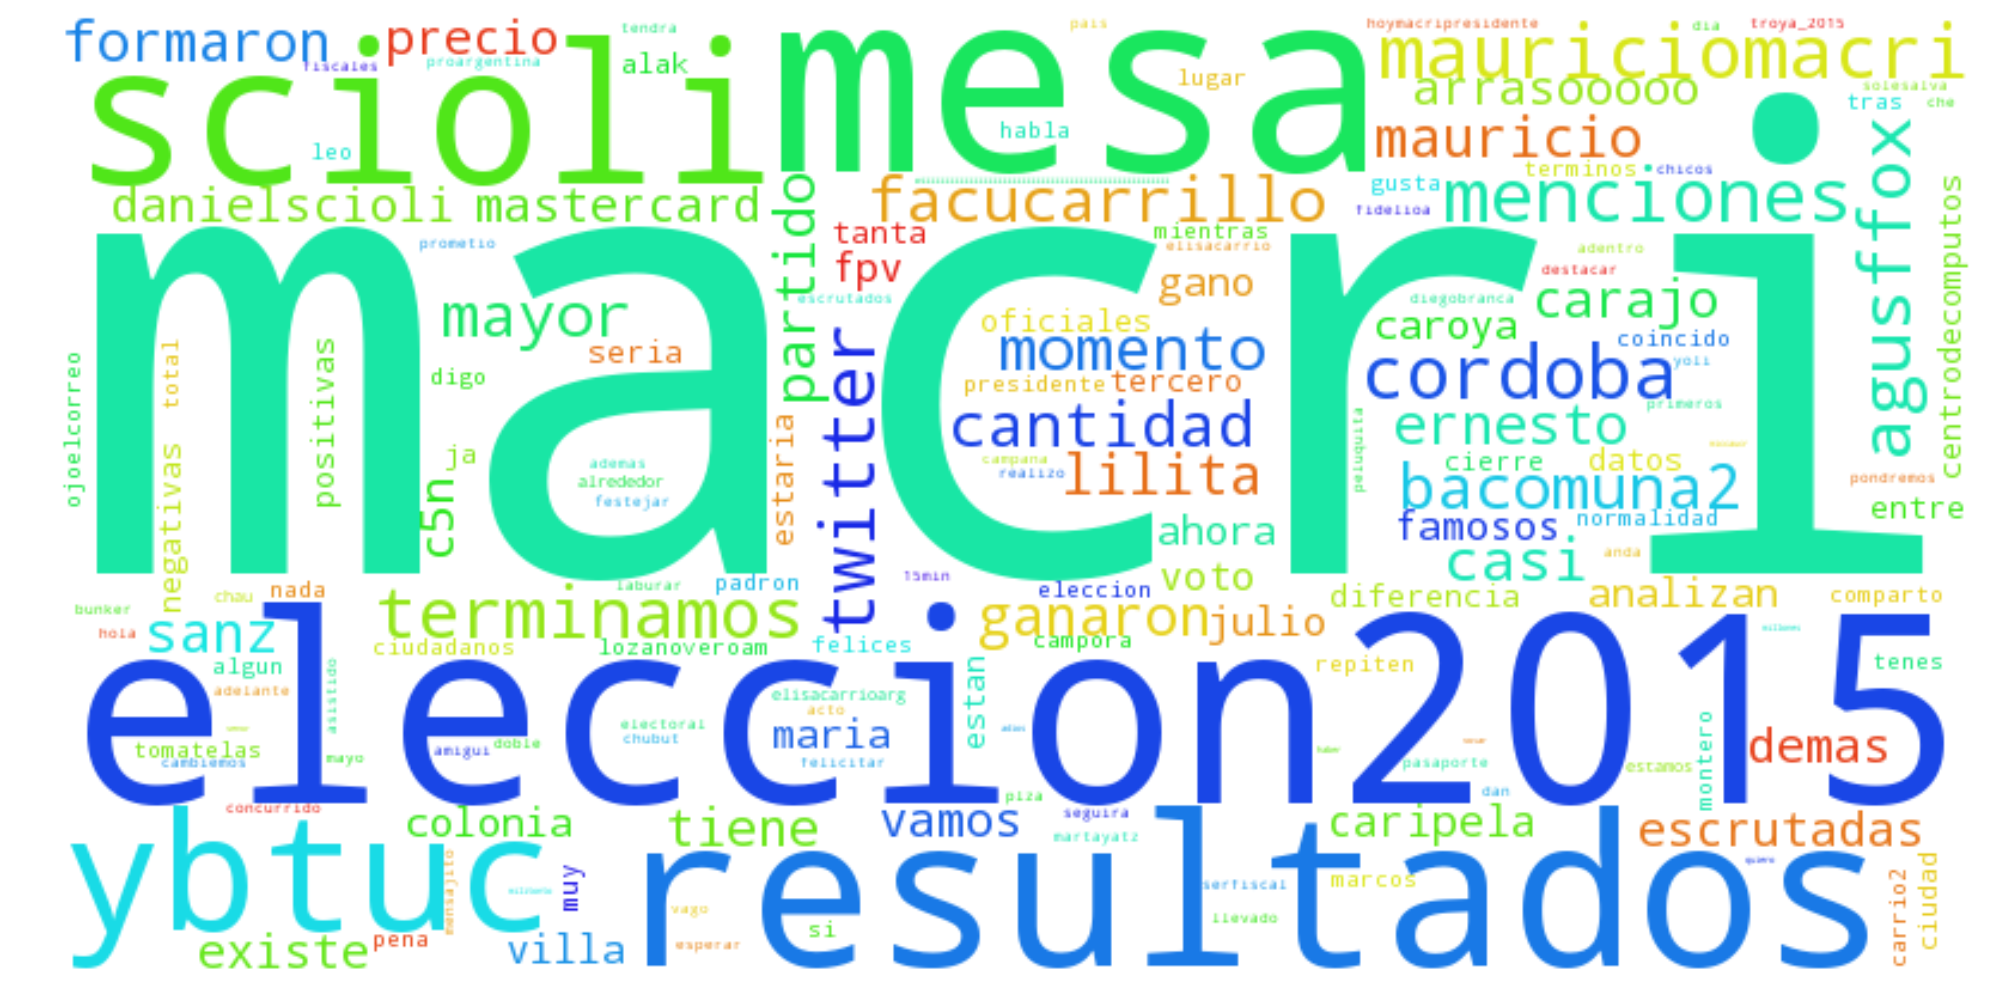 formaron
precio
tendra
pais
hoymacripresidente
dia
troya_2015
fiscales
proargentina
alak
scioli
mesa
lugar
mauriciomacri
arrasooooo
solesalva
tras
che
leo
habla
mauricio
terminos
chicos
danielscioli
mastercard
partido
facucarrillo
gusta
fidelioa
menciones
agusffox
centrodecomputos
macri
prometio
tanta
fpv
mientras
elisacarrio
gano
adentro
destacar
escrutados
mayor
seria
digo
oficiales
momento
diegobranca
carajo
caroya
coincido
yoli
presidente
tercero
cordoba
primeros
ojoelcorreo
total
negativas
positivas
cantidad
ernesto
ja
c5n
ademas
alrededor
festejar
estaria
twitter
campana
realizo
lilita
peluquita
cierre
datos
bacomuna2
pondremos
entre
famosos
normalidad
ahora
casi
anda
voto
15min
eleccion
laburar
padron
chau
nada
bunker
hola
sanz
terminamos
ganaron
julio
diferencia
analizan
comparto
ciudadanos
lozanoveroam
felices
campora
algun
adelante
asistido
estan
repiten
tenes
eleccion2015
elisacarrioarg
acto
maria
felicitar
electoral
chubut
tomatelas
cambiemos
mayo
amigui
doble
pasaporte
estamos
montero
demas
dan
concurrido
colonia
tiene
vamos
piza
seguira
martayatz
caripela
escrutadas
ybtuc
resultados
mensajito
muy
vago
serfiscal
marcos
llevado
carrio2
ciudad
existe
pena
villa
esperar
si